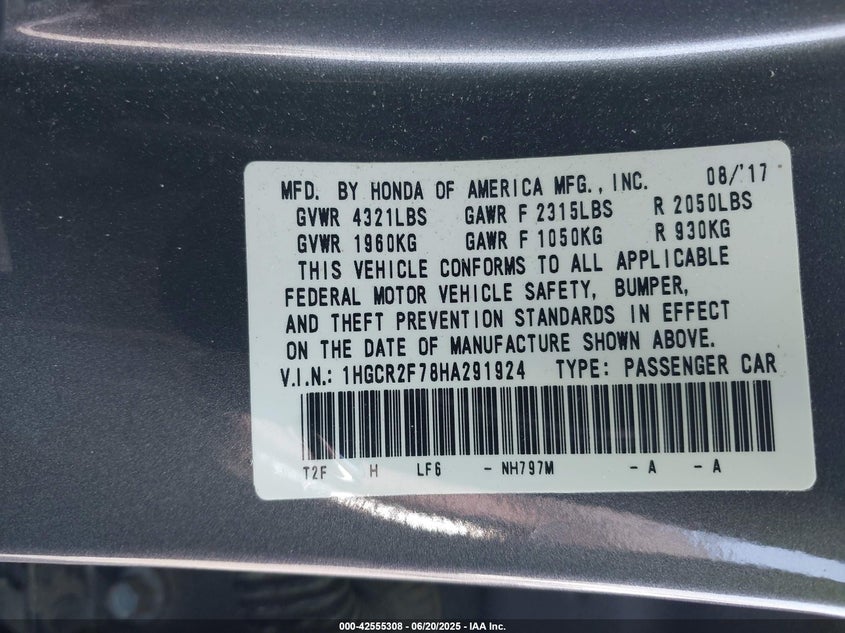 MFD. BY HONDA OF AMERICA MFG., INC. 08/'17
GVWR 4321LBS GAWR F 2315LBS R 2050LBS
GVWR 1960KG GAWR F 1050KG R 930KG
THIS VEHICLE CONFORMS TO ALL APPLICABLE
FEDERAL MOTOR VEHICLE SAFETY, BUMPER,
AND THEFT PREVENTION STANDARDS IN EFFECT
ON THE DATE OF MANUFACTURE SHOWN ABOVE.
V.I.N.: 1HGCR2F78HA291924 TYPE: PASSENGER CAR
T2F H LF6 - NH797M - A - A
000-42555308 - 06/20/2025 - IAA Inc.